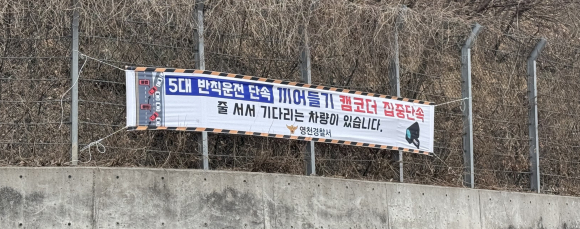 5대 반칙운전 단속 끼어들기 캠코더 집중단속
줄 서서 기다리는 차량이 있습니다.
영천경찰서